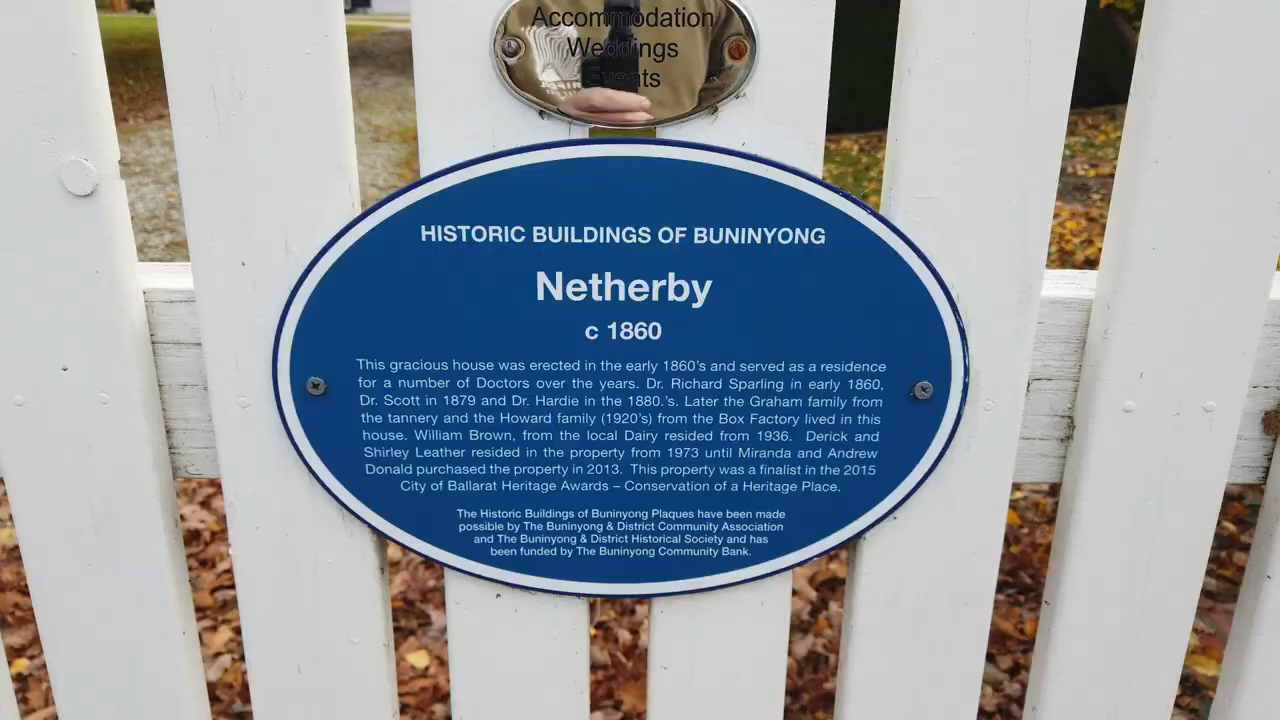 Accommodation
Weddings
Events
HISTORIC BUILDINGS OF BUNINYONG
Netherby
c 1860
This gracious house was erected in the early 1860's and served as a residence
for a number of Doctors over the years. Dr. Richard Sparling in early 1860,
Dr. Scott in 1879 and Dr. Hardie in the 1880.'s. Later the Graham family from
the tannery and the Howard family (1920's) from the Box Factory lived in this
house. William Brown, from the local Dairy resided from 1936. Derick and
Shirley Leather resided in the property from 1973 until Miranda and Andrew
Donald purchased the property in 2013. This property was a finalist in the 2015
City of Ballarat Heritage Awards – Conservation of a Heritage Place.
The Historic Buildings of Buninyong Plaques have been made
possible by The Buninyong & District Community Association
and The Buninyong & District Historical Society and has
been funded by The Buninyong Community Bank.